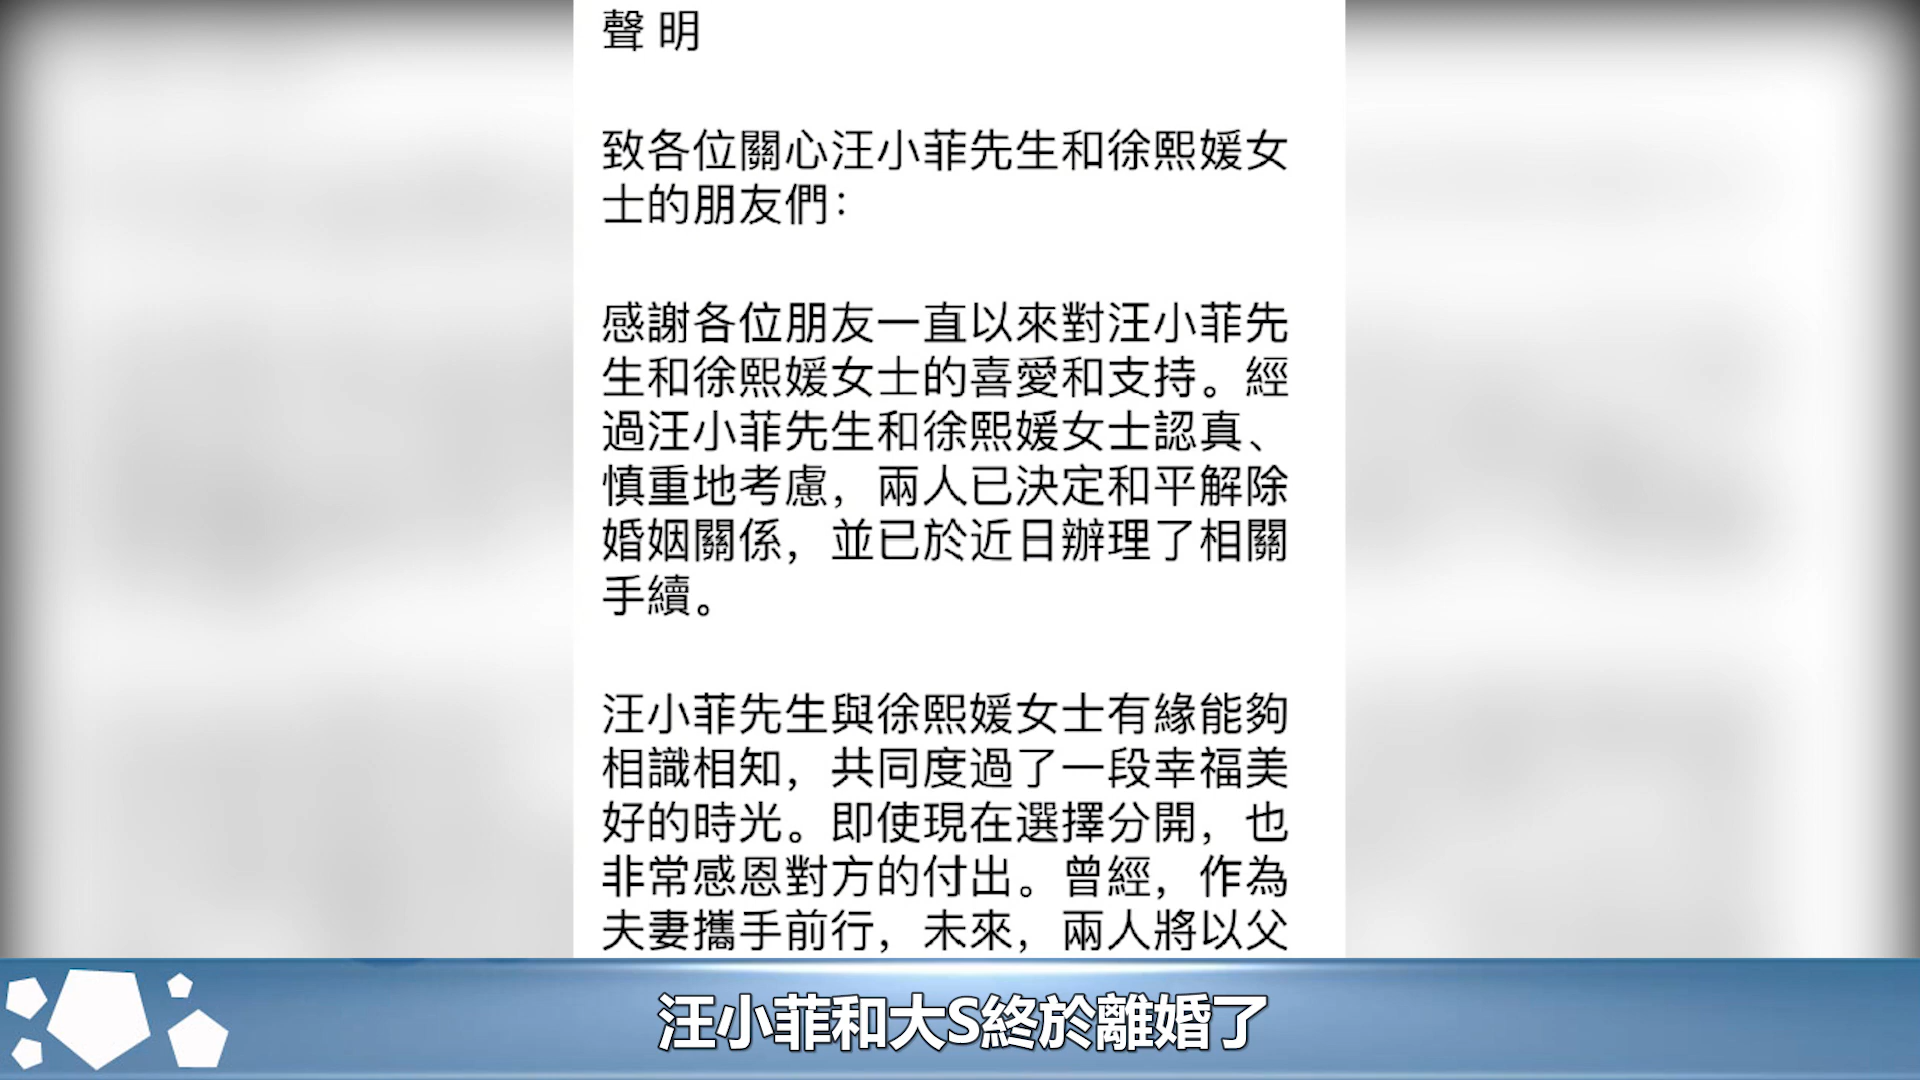 聲 明
致各位關心汪小菲先生和徐熙媛女
士的朋友們：
感謝各位朋友一直以來對汪小菲先
生和徐熙媛女士的喜愛和支持。經
過汪小菲先生和徐熙媛女士認真、
慎重地考慮，兩人已決定和平解除
婚姻關係，並已於近日辦理了相關
手續。
汪小菲先生與徐熙媛女士有緣能夠
相識相知，共同度過了一段幸福美
好的時光。即使現在選擇分開，也
非常感恩對方的付出。曾經，作為
夫妻攜手前行，未來，兩人將以父
汪小菲和大S終於離婚了